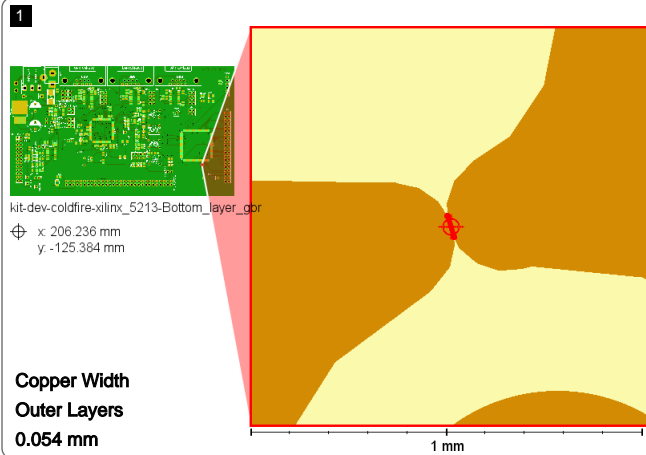 1
kit-dev-coldfire-xilinx_5213-Bottom_layer_gbr
x: 206.236 mm
y: -125.384 mm
Copper Width
Outer Layers
0.054 mm
1 mm